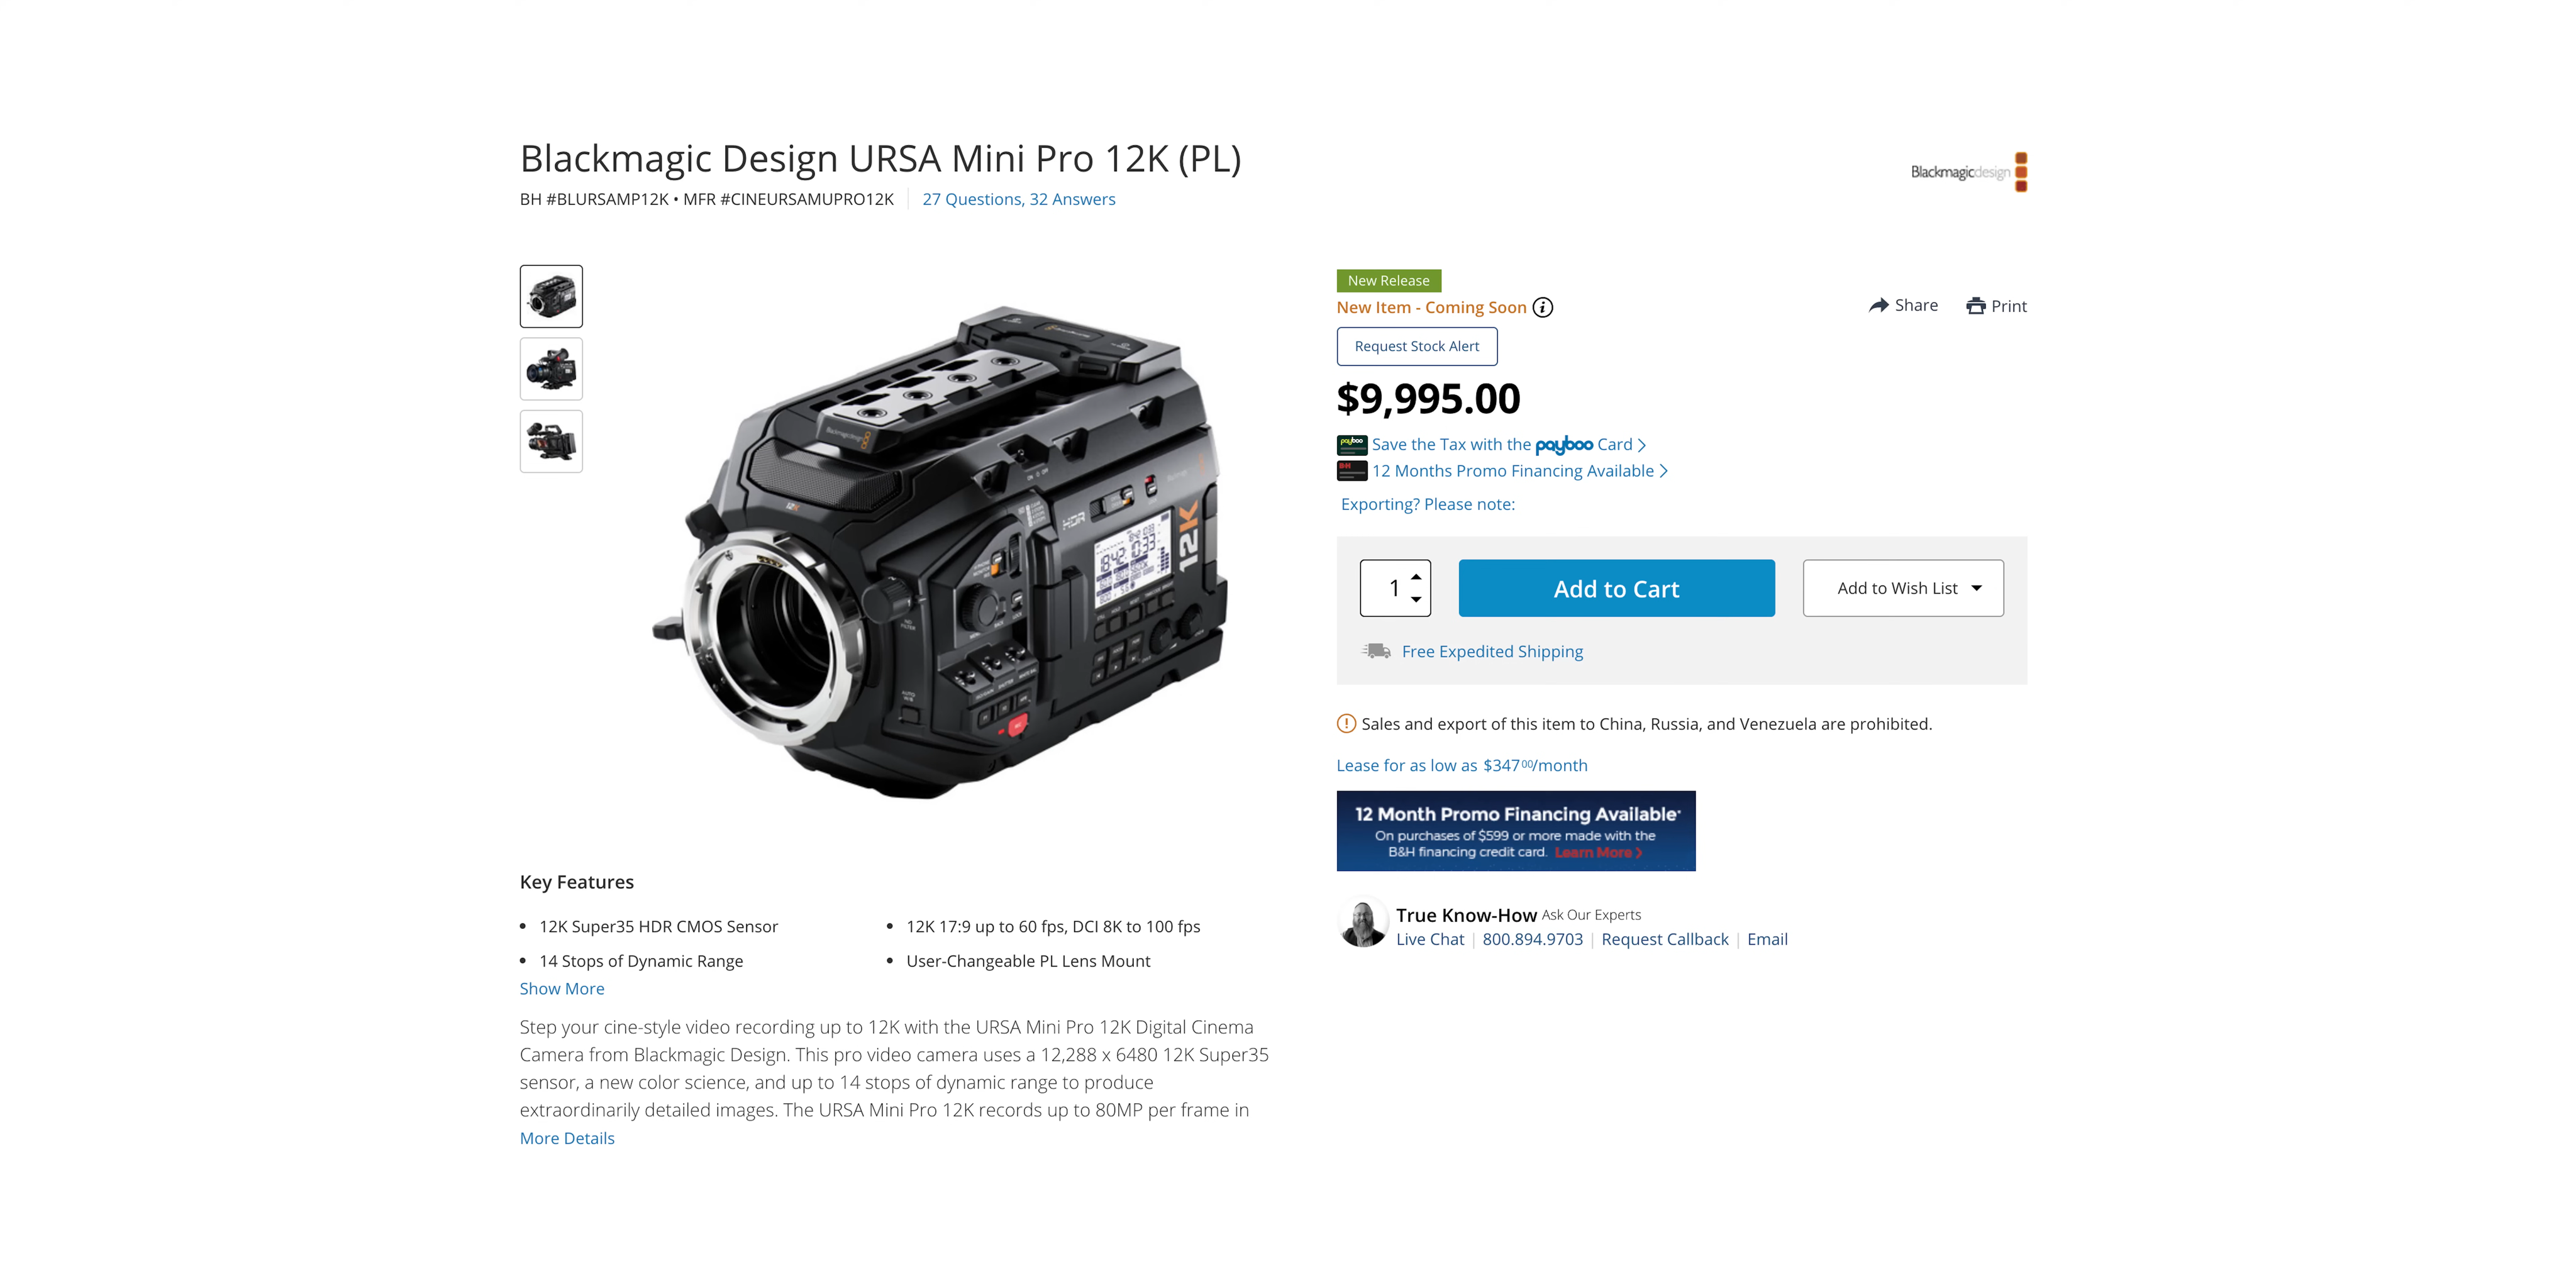 Blackmagic Design URSA Mini Pro 12K (PL)
BH #BLURSAMP12K • MFR #CINEURSAMUPRO12K
27 Questions, 32 Answers
Blackmagicdesign
New Release
New Item - Coming Soon
Share
Print
Request Stock Alert
$9,995.00
payboo
Save the Tax with the payboo Card
B&H
12 Months Promo Financing Available
Exporting? Please note:
1
Add to Cart
Add to Wish List
Free Expedited Shipping
Sales and export of this item to China, Russia, and Venezuela are prohibited.
Lease for as low as $347 00/month
12 Month Promo Financing Available*
On purchases of $599 or more made with the
B&H financing credit card. Learn More
True Know-How Ask Our Experts
Live Chat | 800.894.9703 | Request Callback | Email
Blackmagicdesign
12K
HDR
12K
Key Features
• 12K Super35 HDR CMOS Sensor
• 14 Stops of Dynamic Range
• 12K 17:9 up to 60 fps, DCI 8K to 100 fps
• User-Changeable PL Lens Mount
Show More
Step your cine-style video recording up to 12K with the URSA Mini Pro 12K Digital Cinema
Camera from Blackmagic Design. This pro video camera uses a 12,288 x 6480 12K Super35
sensor, a new color science, and up to 14 stops of dynamic range to produce
extraordinarily detailed images. The URSA Mini Pro 12K records up to 80MP per frame in
More Details